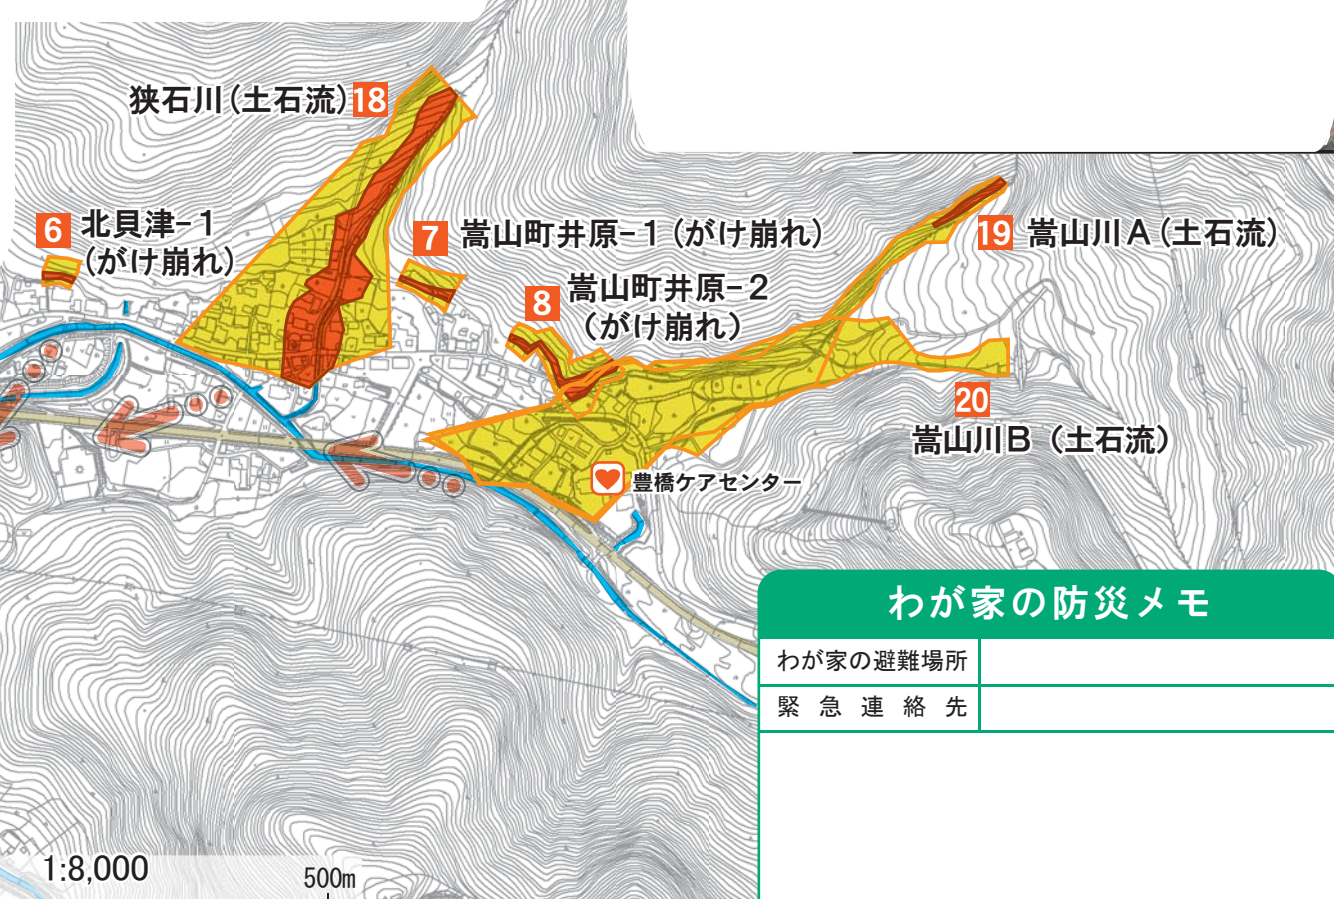 狭石川(土石流)18
6 北貝津-1
(がけ崩れ)
7 嵩山町井原-1(がけ崩れ)
8 嵩山町井原-2
(がけ崩れ)
19 嵩山川A(土石流)
20
嵩山川B(土石流)
豊橋ケアセンター
わが家の防災メモ
わが家の避難場所
緊急連絡先
1:8,000
500m